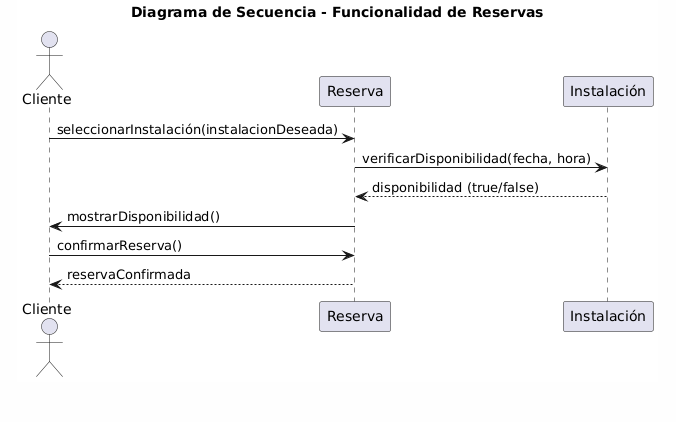 Diagrama de Secuencia - Funcionalidad de Reservas
Cliente
Reserva
Instalación
seleccionarInstalación(instalacionDeseada)
verificarDisponibilidad(fecha, hora)
disponibilidad (true/false)
mostrarDisponibilidad()
confirmarReserva()
reservaConfirmada
Cliente
Reserva
Instalación